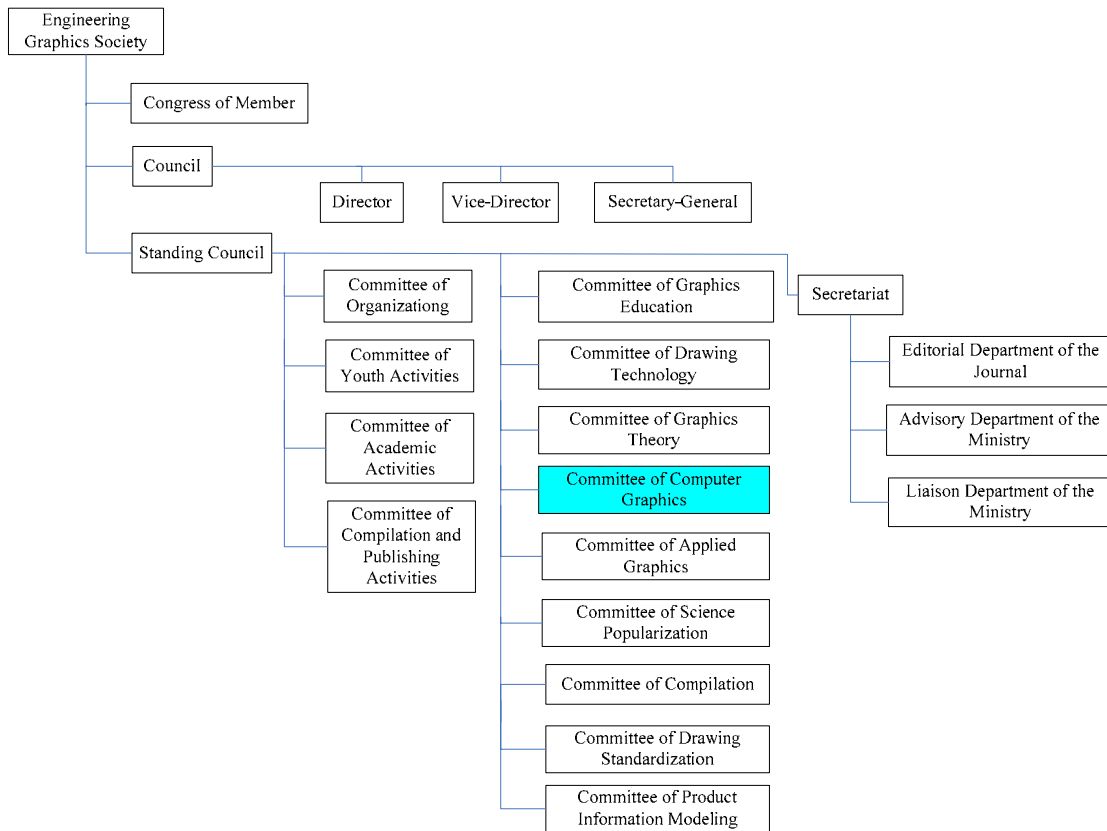 Engineering
Graphics Society
Congress of Member
Council
Director
Vice-Director
Secretary-General
Standing Council
Committee of
Organizationg
Committee of
Youth Activities
Committee of
Academic
Activities
Committee of
Compilation and
Publishing
Activities
Committee of Graphics
Education
Committee of Drawing
Technology
Committee of Graphics
Theory
Committee of Computer
Graphics
Committee of Applied
Graphics
Committee of Science
Popularization
Committee of Compilation
Committee of Drawing
Standardization
Committee of Product
Information Modeling
Secretariat
Editorial Department of the
Journal
Advisory Department of the
Ministry
Liaison Department of the
Ministry